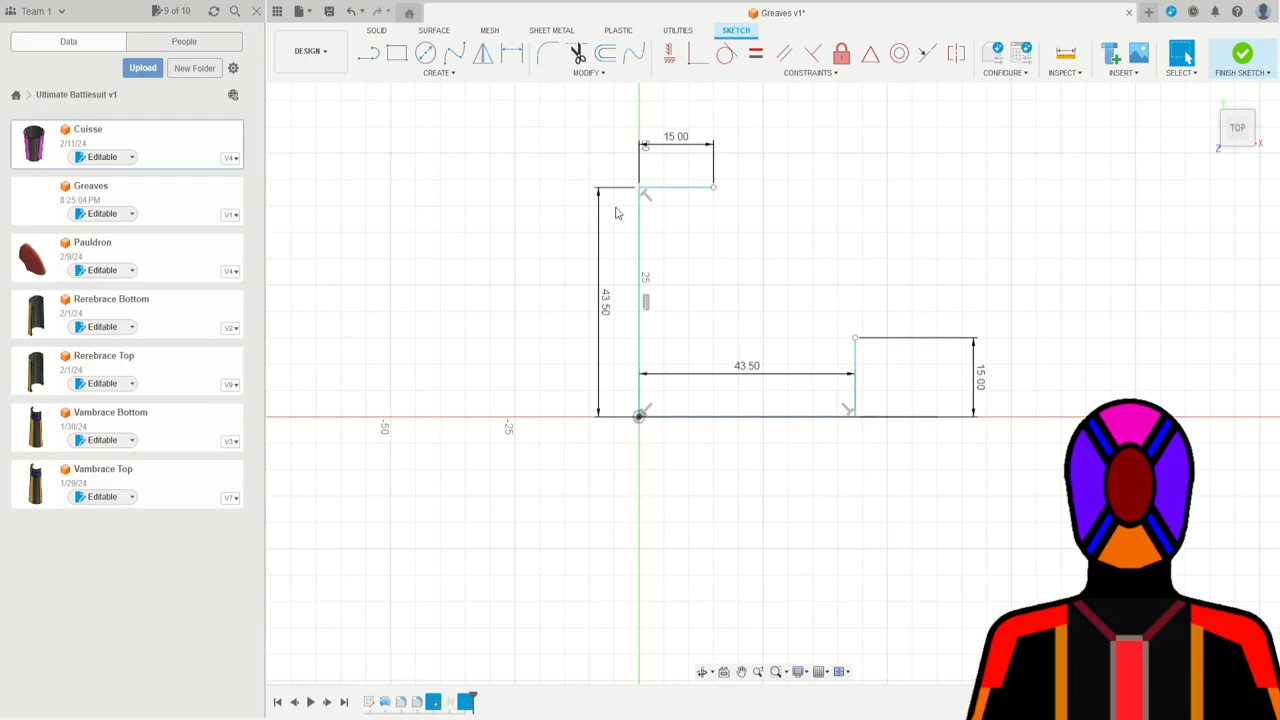 Team 1
9 of 10
Greaves v1*
Data
People
Upload
New Folder
Ultimate Battlesuit v1
Cuisse
2/11/24
Editable
V4
Greaves
8:25:04 PM
Editable
V1
Pauldron
2/9/24
Editable
V4
Rerebrace Bottom
2/1/24
Editable
V2
Rerebrace Top
2/1/24
Editable
V9
Vambrace Bottom
1/30/24
Editable
V3
Vambrace Top
1/29/24
Editable
V7
DESIGN
SOLID
SURFACE
MESH
SHEET METAL
PLASTIC
UTILITIES
SKETCH
CREATE
MODIFY
CONSTRAINTS
CONFIGURE
INSPECT
INSERT
SELECT
FINISH SKETCH
TOP
Y
X
Z
15.00
50
25
43.50
43.50
15.00
-50
-25